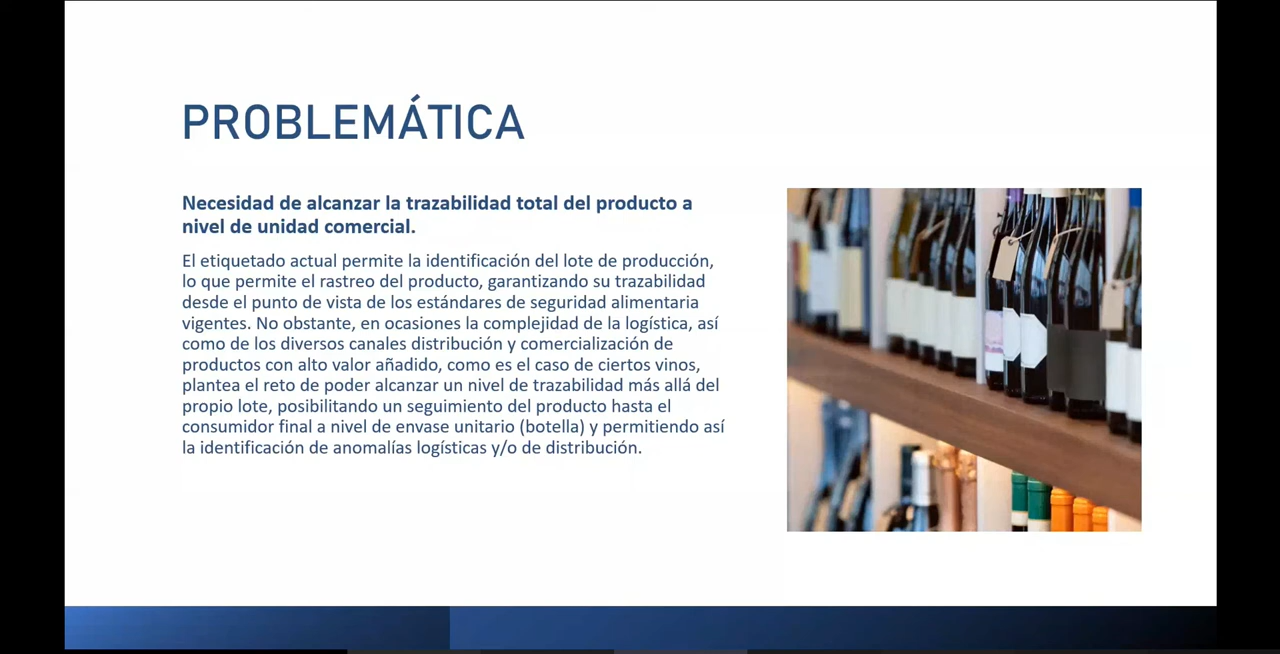 PROBLEMÁTICA
Necesidad de alcanzar la trazabilidad total del producto a
nivel de unidad comercial.
El etiquetado actual permite la identificación del lote de producción,
lo que permite el rastreo del producto, garantizando su trazabilidad
desde el punto de vista de los estándares de seguridad alimentaria
vigentes. No obstante, en ocasiones la complejidad de la logística, así
como de los diversos canales distribución y comercialización de
productos con alto valor añadido, como es el caso de ciertos vinos,
plantea el reto de poder alcanzar un nivel de trazabilidad más allá del
propio lote, posibilitando un seguimiento del producto hasta el
consumidor final a nivel de envase unitario (botella) y permitiendo así
la identificación de anomalías logísticas y/o de distribución.